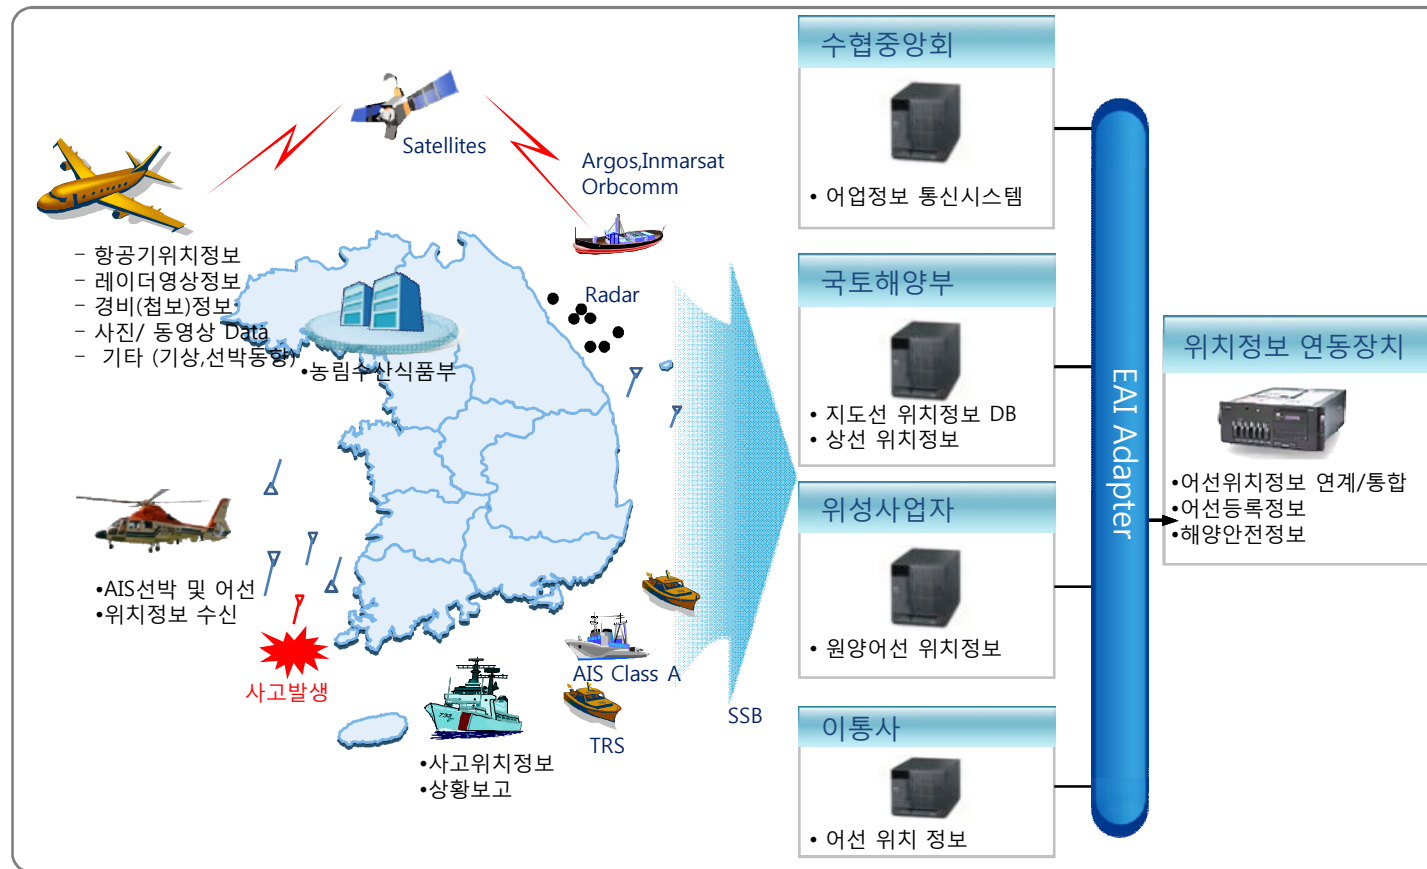 Satellites
Argos,Inmarsat
Orbcomm
- 항공기위치정보
- 레이더영상정보
- 경비(첩보)정보
- 사진/ 동영상 Data
- 기타 (기상,선박동향)
•농림수산식품부
Radar
•AIS선박 및 어선
•위치정보 수신
사고발생
•사고위치정보
•상황보고
AIS Class A
TRS
SSB
수협중앙회
• 어업정보 통신시스템
국토해양부
• 지도선 위치정보 DB
• 상선 위치정보
위성사업자
• 원양어선 위치정보
이통사
• 어선 위치 정보
EAI Adapter
위치정보 연동장치
•어선위치정보 연계/통합
•어선등록정보
•해양안전정보